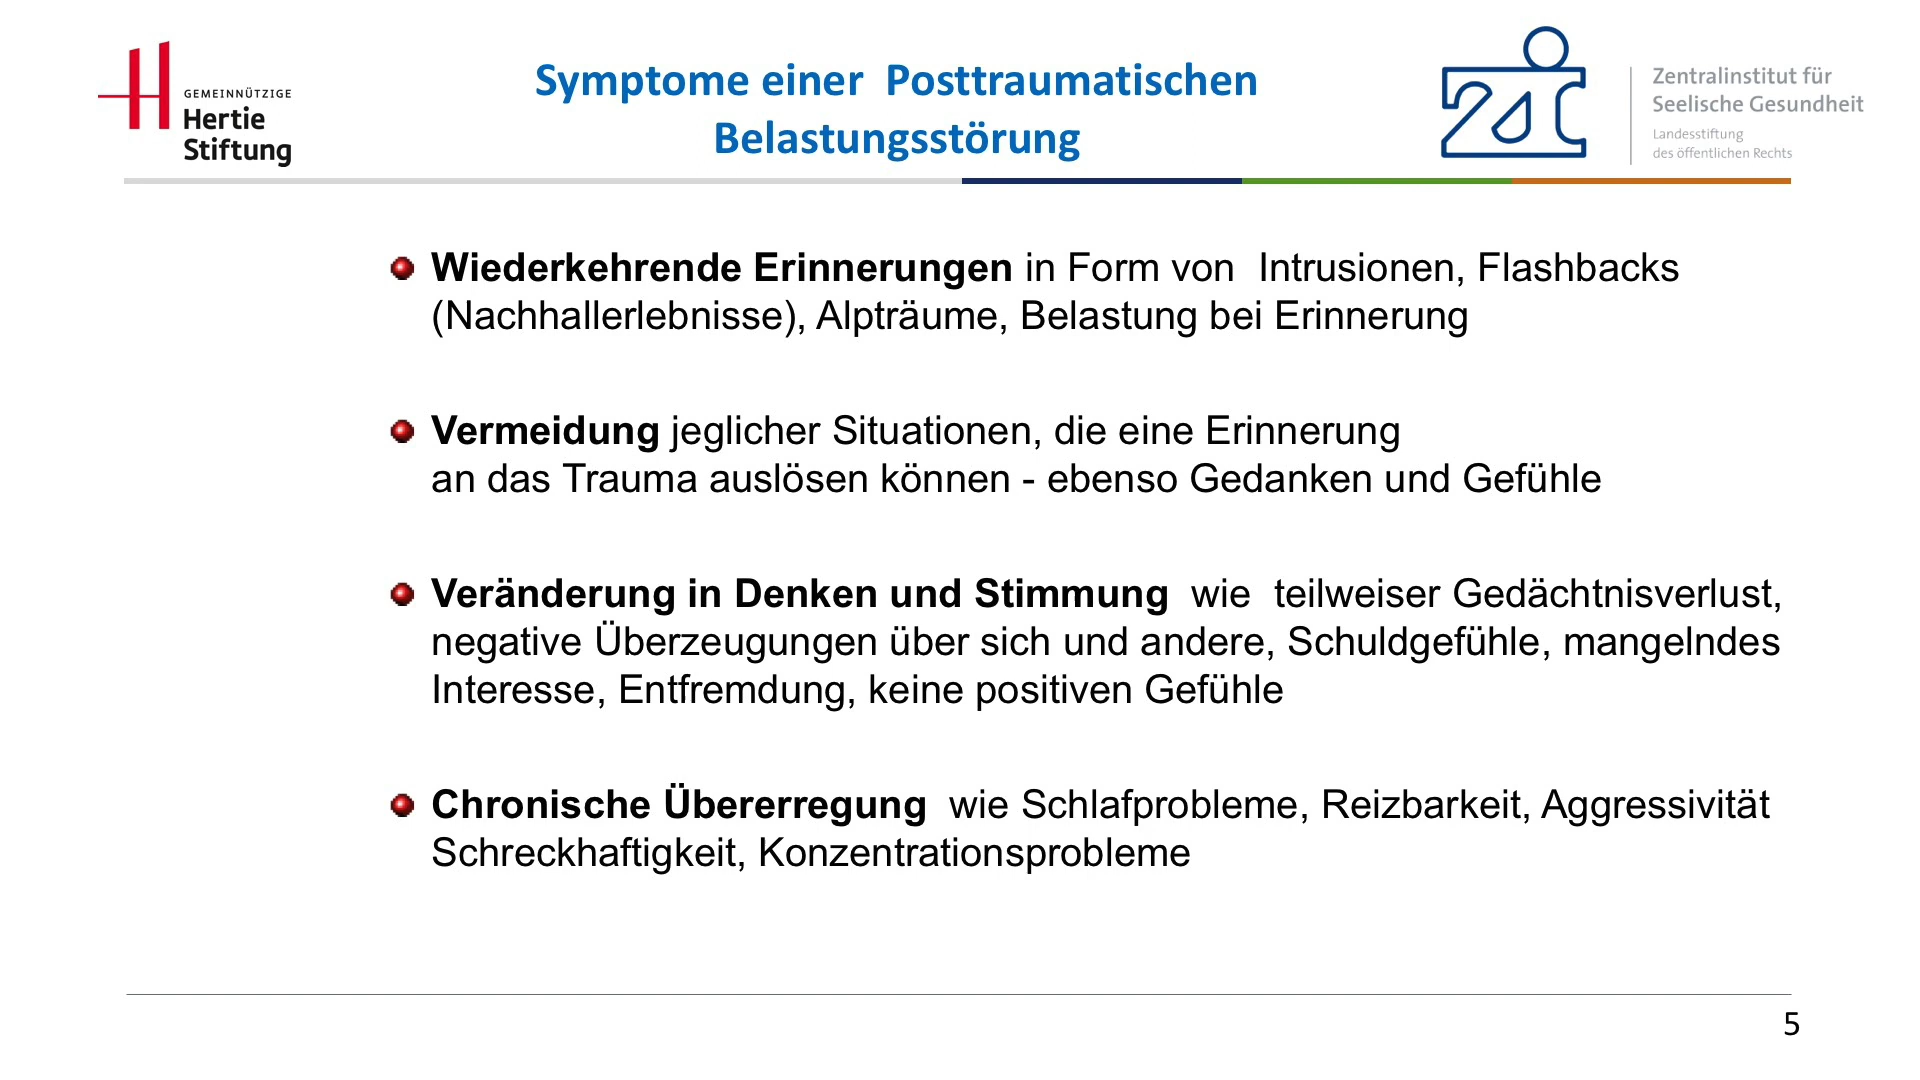 GEMEINNÜTZIGE
Hertie
Stiftung
Symptome einer Posttraumatischen
Belastungsstörung
Zentralinstitut für
Seelische Gesundheit
Landesstiftung
des öffentlichen Rechts
Wiederkehrende Erinnerungen in Form von Intrusionen, Flashbacks
(Nachhallerlebnisse), Alpträume, Belastung bei Erinnerung
Vermeidung jeglicher Situationen, die eine Erinnerung
an das Trauma auslösen können - ebenso Gedanken und Gefühle
Veränderung in Denken und Stimmung wie teilweiser Gedächtnisverlust,
negative Überzeugungen über sich und andere, Schuldgefühle, mangelndes
Interesse, Entfremdung, keine positiven Gefühle
Chronische Übererregung wie Schlafprobleme, Reizbarkeit, Aggressivität
Schreckhaftigkeit, Konzentrationsprobleme
5